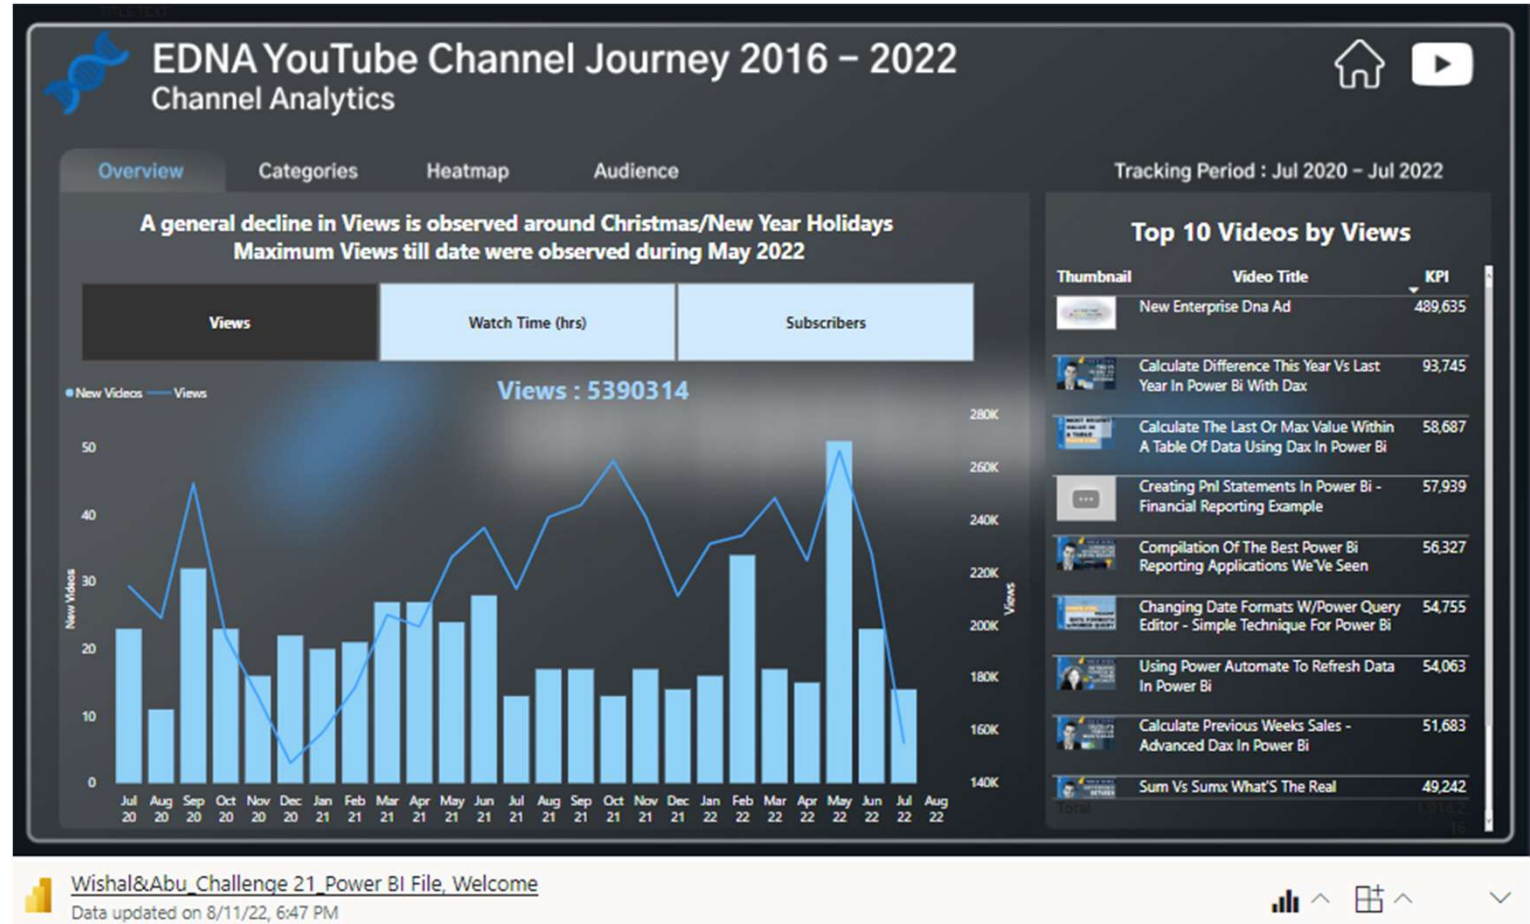 EDNA YouTube Channel Journey 2016 – 2022
Channel Analytics
Overview
Categories
Heatmap
Audience
Tracking Period : Jul 2020 – Jul 2022
A general decline in Views is observed around Christmas/New Year Holidays
Maximum Views till date were observed during May 2022
Views
Watch Time (hrs)
Subscribers
New Videos
Views
Views : 5390314
New Videos
50
40
30
20
10
0
280K
260K
240K
220K
200K
180K
160K
140K
Views
Jul Aug Sep Oct Nov Dec Jan Feb Mar Apr May Jun Jul Aug Sep Oct Nov Dec Jan Feb Mar Apr May Jun Jul Aug
20 20 20 20 20 20 21 21 21 21 21 21 21 21 21 21 21 21 22 22 22 22 22 22 22 22
Top 10 Videos by Views
Thumbnail Video Title KPI
New Enterprise Dna Ad 489,635
Calculate Difference This Year Vs Last 93,745
Year In Power Bi With Dax
Calculate The Last Or Max Value Within 58,687
A Table Of Data Using Dax In Power Bi
Creating Pnl Statements In Power Bi - 57,939
Financial Reporting Example
Compilation Of The Best Power Bi 56,327
Reporting Applications We'Ve Seen
Changing Date Formats W/Power Query 54,755
Editor - Simple Technique For Power Bi
Using Power Automate To Refresh Data 54,063
In Power Bi
Calculate Previous Weeks Sales - 51,683
Advanced Dax In Power Bi
Sum Vs Sumx What'S The Real 49,242
Total
Wishal&Abu_Challenge 21_Power BI File, Welcome
Data updated on 8/11/22, 6:47 PM